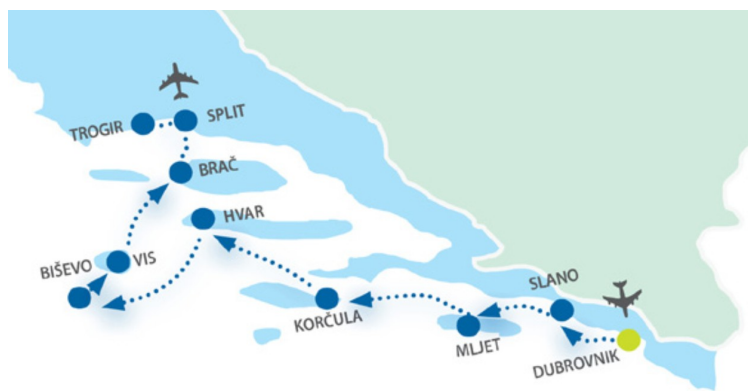 SPLIT
TROGIR
BRAČ
HVAR
BIŠEVO
VIS
SLANO
KORČULA
MLJET
DUBROVNIK